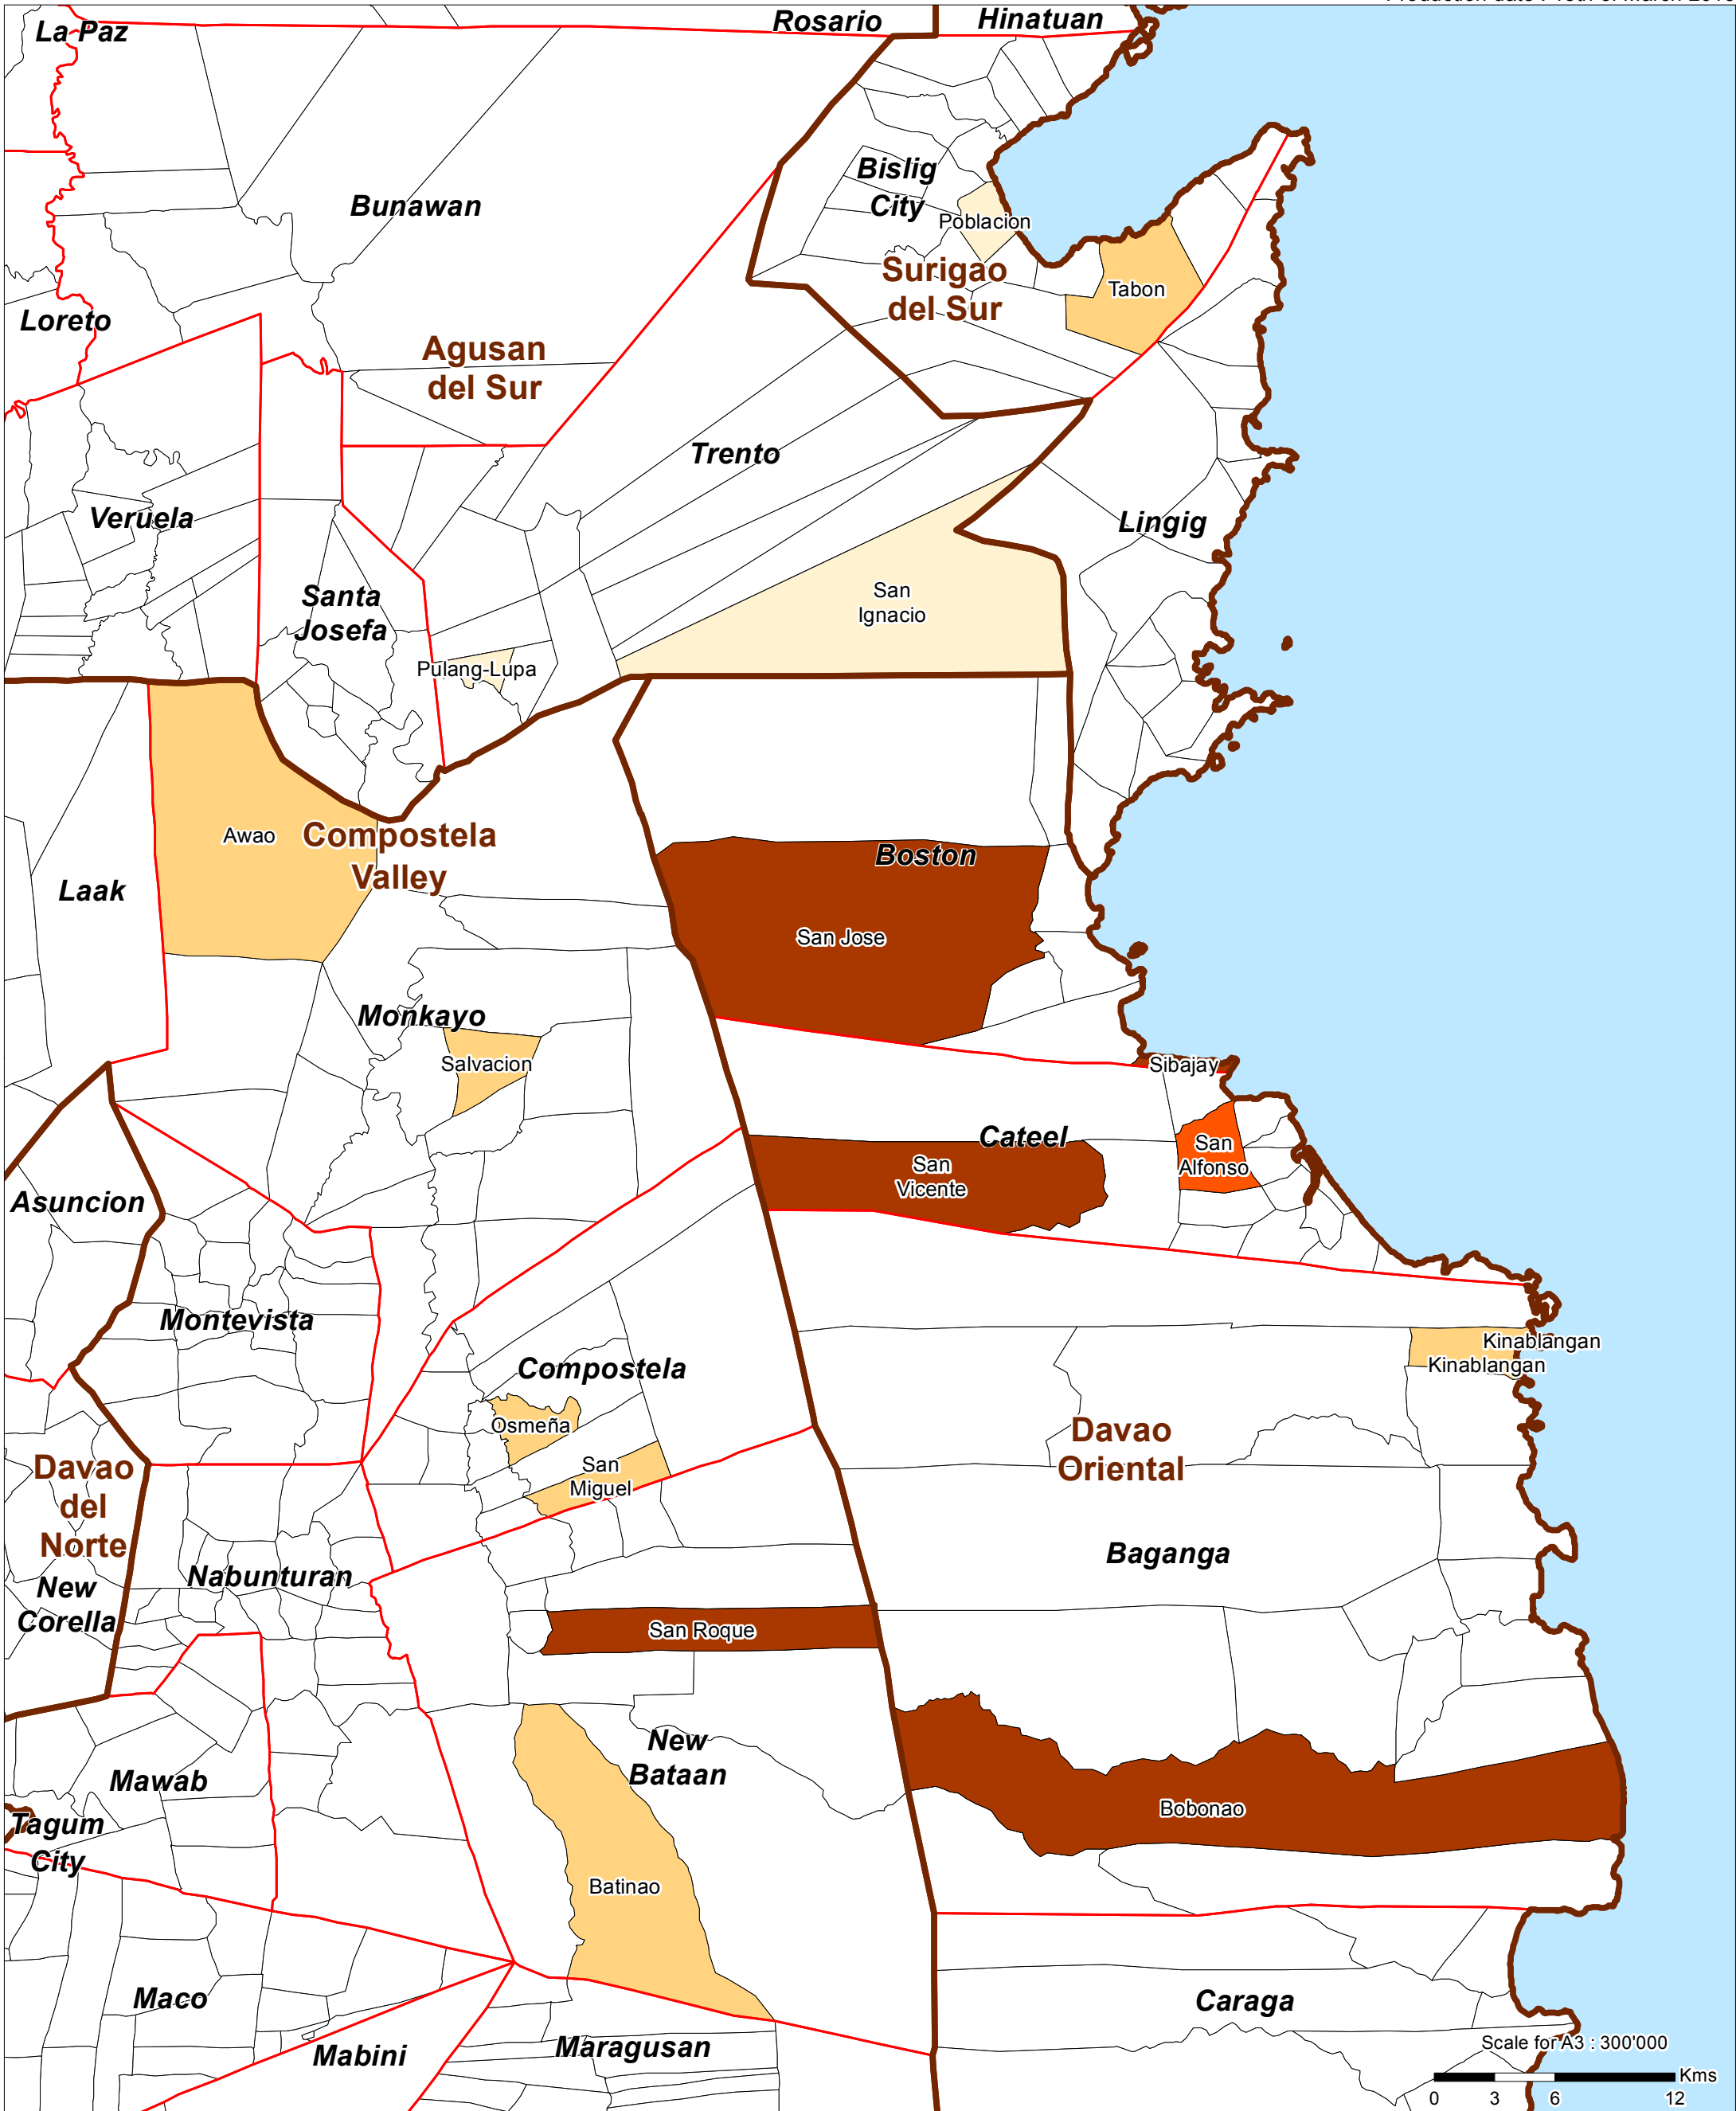 La Paz
Rosario
Hinatuan
Bunawan
Bislig
City
Poblacion
Surigao
del Sur
Tabon
Loreto
Agusan
del Sur
Trento
Veruela
Lingig
Santa
Josefa
San
Ignacio
Pulang-Lupa
Awao
Compostela
Valley
Boston
Laak
San Jose
Monkayo
Salvacion
Sibajay
Cateel
San
Alfonso
San
Vicente
Asuncion
Montevista
Kinablangan
Kinablangan
Compostela
Osmeña
Davao
Oriental
San
Miguel
Davao
del
Norte
Baganga
Nabunturan
New
Corella
San Roque
New
Bataan
Mawab
Bobonao
Tagum
City
Batinao
Maco
Caraga
Scale for A3 : 300'000
Mabini
Maragusan
Kms
0 3 6 12